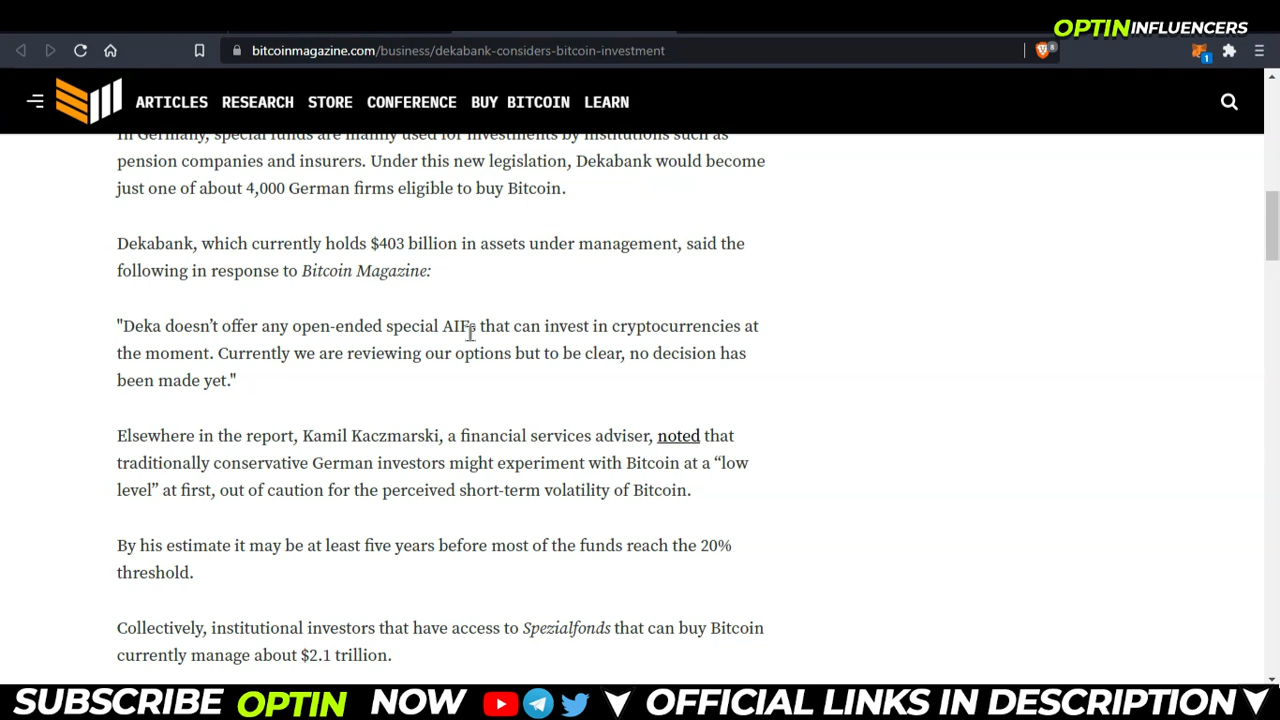 OPTIN INFLUENCERS
bitcoinmagazine.com/business/dekabank-considers-bitcoin-investment
8
1
ARTICLES RESEARCH STORE CONFERENCE BUY BITCOIN LEARN
In Germany, special funds are mainly used for investments by institutions such as
pension companies and insurers. Under this new legislation, Dekabank would become
just one of about 4,000 German firms eligible to buy Bitcoin.
Dekabank, which currently holds $403 billion in assets under management, said the
following in response to Bitcoin Magazine:
"Deka doesn’t offer any open-ended special AIFs that can invest in cryptocurrencies at
the moment. Currently we are reviewing our options but to be clear, no decision has
been made yet."
Elsewhere in the report, Kamil Kaczmarski, a financial services adviser, noted that
traditionally conservative German investors might experiment with Bitcoin at a “low
level” at first, out of caution for the perceived short-term volatility of Bitcoin.
By his estimate it may be at least five years before most of the funds reach the 20%
threshold.
Collectively, institutional investors that have access to Spezialfonds that can buy Bitcoin
currently manage about $2.1 trillion.
SUBSCRIBE OPTIN NOW OFFICIAL LINKS IN DESCRIPTION